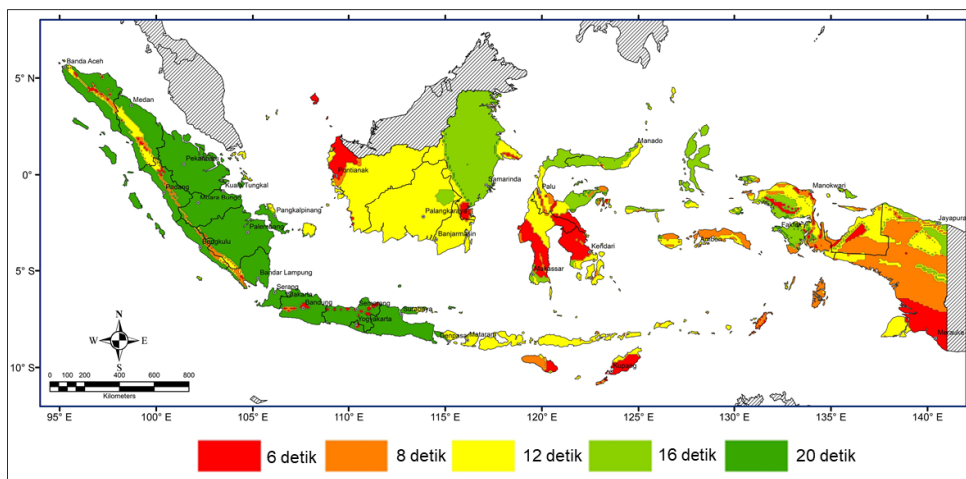 Banda Aceh
5° N
Medan
Manado
Pekanbaru
0°
Pontianak
Samarinda
Palu
Manokwari
Kuala Tungkal
Padang
Muara Bungo
Pangkalpinang
Palangkaraya
Jayapura
Palembang
Fakfak
Banjarmasin
Ambon
Bengkulu
Kendari
Makassar
5° S
Bandar Lampung
Serang
Jakarta
Bandung
Semarang
Surabaya
Yogyakarta
Merauke
Denpasar
Mataram
N
W E
S
10° S
Kupang
0 100 200 400 600 800
Kilometers
95° E 100° E 105° E 110° E 115° E 120° E 125° E 130° E 135° E 140° E
6 detik 8 detik 12 detik 16 detik 20 detik